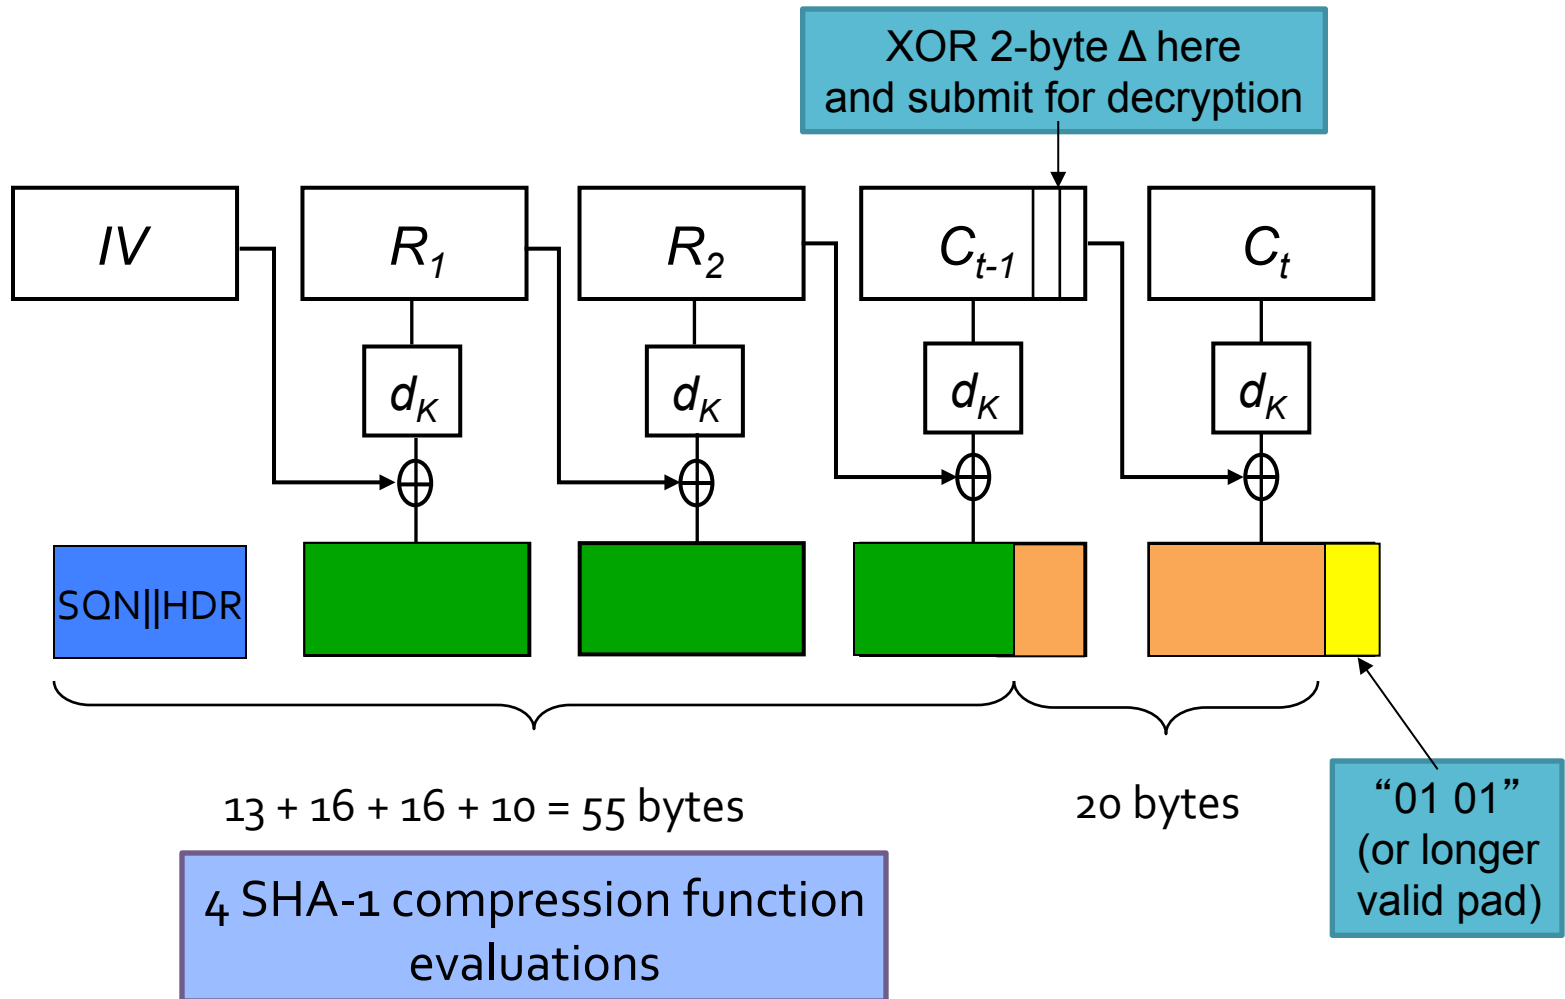 XOR 2-byte Δ here
and submit for decryption
IV
R1
R2
Ct-1
Ct
dK
dK
dK
dK
SQN||HDR
13 + 16 + 16 + 10 = 55 bytes
20 bytes
“01 01”
(or longer
valid pad)
4 SHA-1 compression function
evaluations